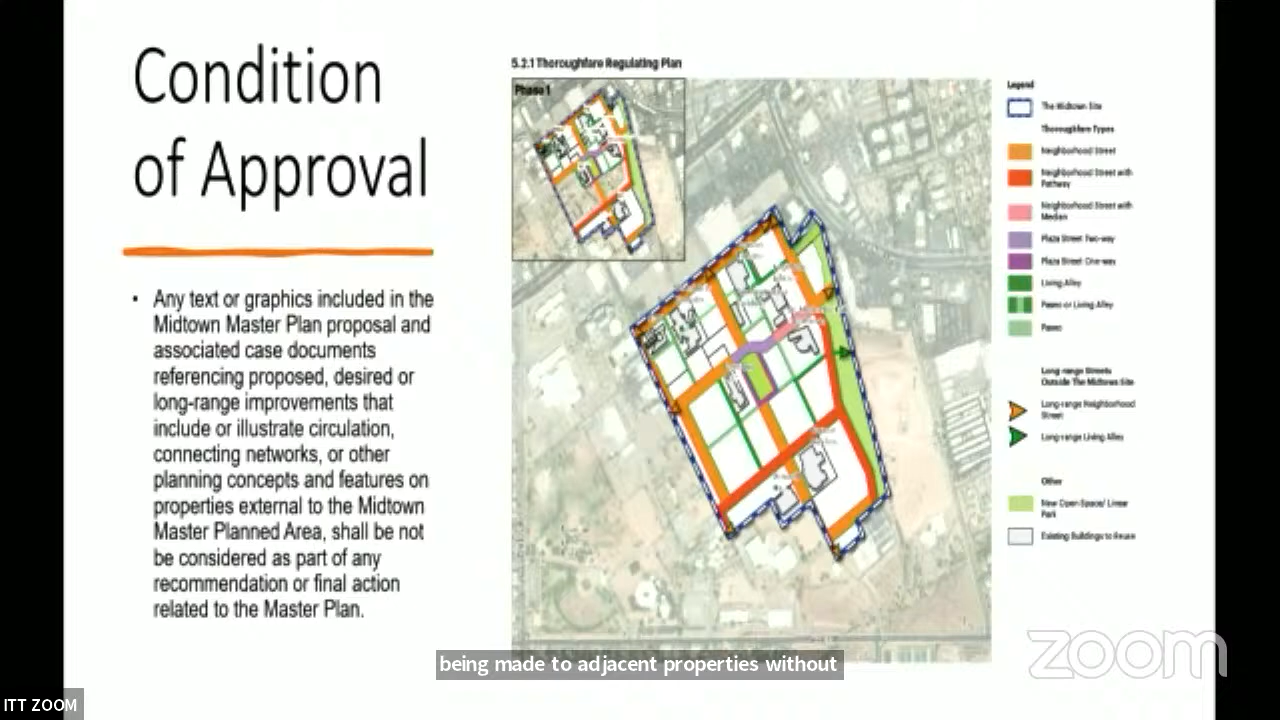 Condition
of Approval
• Any text or graphics included in the
Midtown Master Plan proposal and
associated case documents
referencing proposed, desired or
long-range improvements that
include or illustrate circulation,
connecting networks, or other
planning concepts and features on
properties external to the Midtown
Master Planned Area, shall be not
be considered as part of any
recommendation or final action
related to the Master Plan.
5.2.1 Thoroughfare Regulating Plan
Phase 1
Legend
The Midtown Site
Thoroughfare Types
Neighborhood Street
Neighborhood Street with
Pathway
Neighborhood Street with
Median
Plaza Street Two-way
Plaza Street One-way
Living Alley
Paseo or Living Alley
Paseo
Long-range Streets
Outside The Midtown Site
Long-range Neighborhood
Street
Long-range Living Alley
Other
New Open Space/ Linear
Park
Existing Buildings to Reuse
being made to adjacent properties without
zoom
ITT ZOOM